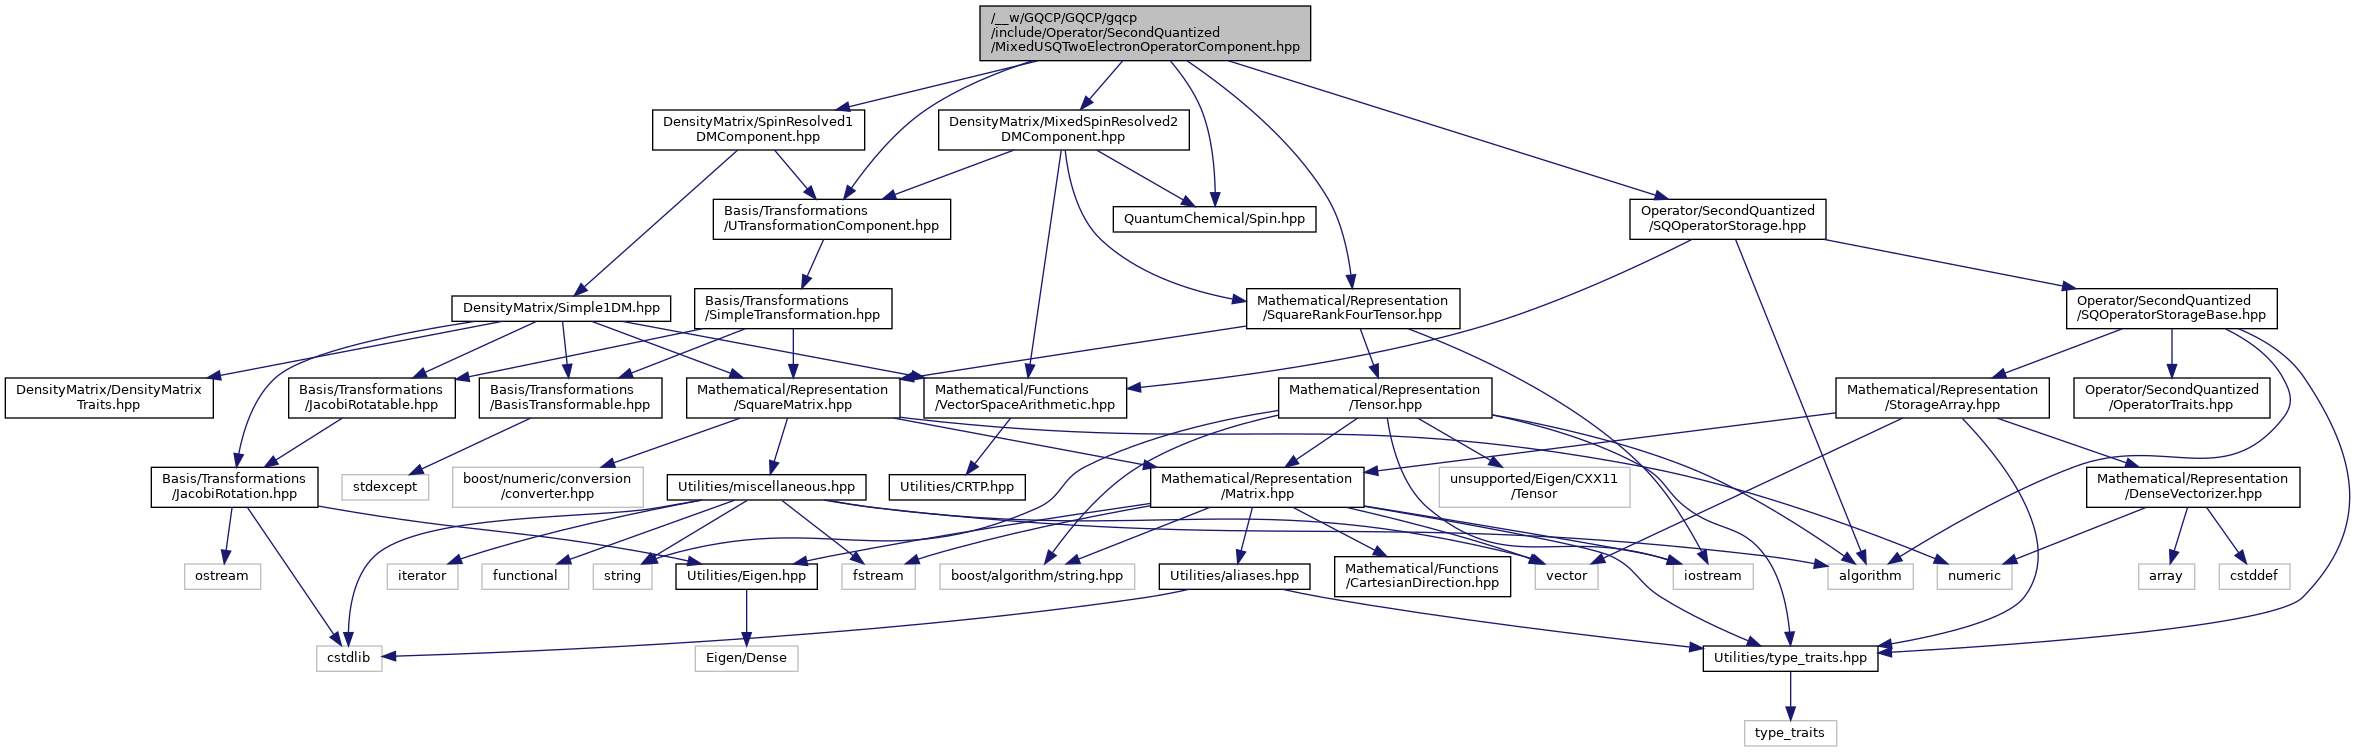 /__w/GQCP/GQCP/gqcp
/include/Operator/SecondQuantized
/MixedUSQTwoElectronOperatorComponent.hpp
DensityMatrix/SpinResolved1
DMComponent.hpp
DensityMatrix/MixedSpinResolved2
DMComponent.hpp
Basis/Transformations
/UTransformationComponent.hpp
QuantumChemical/Spin.hpp
Operator/SecondQuantized
/SQOperatorStorage.hpp
DensityMatrix/Simple1DM.hpp
Basis/Transformations
/SimpleTransformation.hpp
Mathematical/Representation
/SquareRankFourTensor.hpp
Operator/SecondQuantized
/SQOperatorStorageBase.hpp
DensityMatrix/DensityMatrix
Traits.hpp
Basis/Transformations
/JacobiRotatable.hpp
Basis/Transformations
/BasisTransformable.hpp
Mathematical/Representation
/SquareMatrix.hpp
Mathematical/Functions
/VectorSpaceArithmetic.hpp
Mathematical/Representation
/Tensor.hpp
Mathematical/Representation
/StorageArray.hpp
Operator/SecondQuantized
/OperatorTraits.hpp
Basis/Transformations
/JacobiRotation.hpp
stdexcept
boost/numeric/conversion
/converter.hpp
Utilities/miscellaneous.hpp
Utilities/CRTP.hpp
Mathematical/Representation
/Matrix.hpp
unsupported/Eigen/CXX11
/Tensor
Mathematical/Representation
/DenseVectorizer.hpp
ostream
iterator
functional
string
Utilities/Eigen.hpp
fstream
boost/algorithm/string.hpp
Utilities/aliases.hpp
Mathematical/Functions
/CartesianDirection.hpp
vector
iostream
algorithm
numeric
array
cstddef
cstdlib
Eigen/Dense
Utilities/type_traits.hpp
type_traits